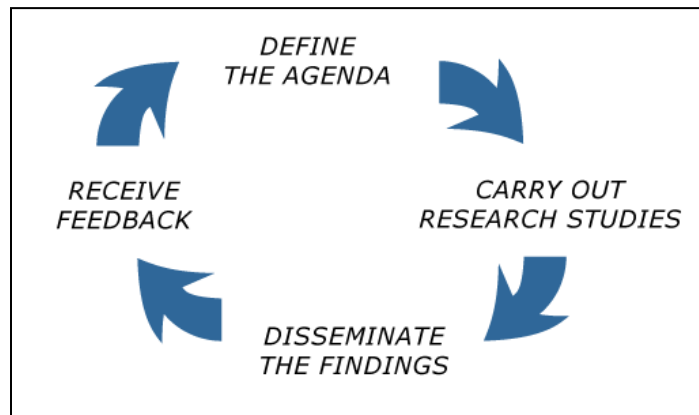 DEFINE
THE AGENDA
CARRY OUT
RESEARCH STUDIES
DISSEMINATE
THE FINDINGS
RECEIVE
FEEDBACK